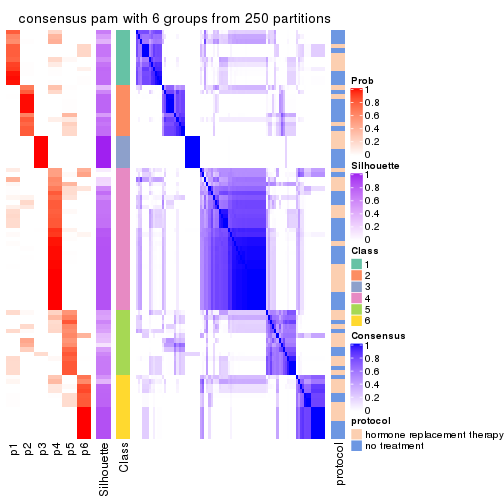 consensus pam with 6 groups from 250 partitions
Prob
1
0.8
0.6
0.4
0.2
0
Silhouette
1
0.8
0.6
0.4
0.2
0
Class
1
2
3
4
5
6
Consensus
1
0.8
0.6
0.4
0.2
0
protocol
hormone replacement therapy
no treatment
p1
p2
p3
p4
p5
p6
Silhouette
Class
protocol